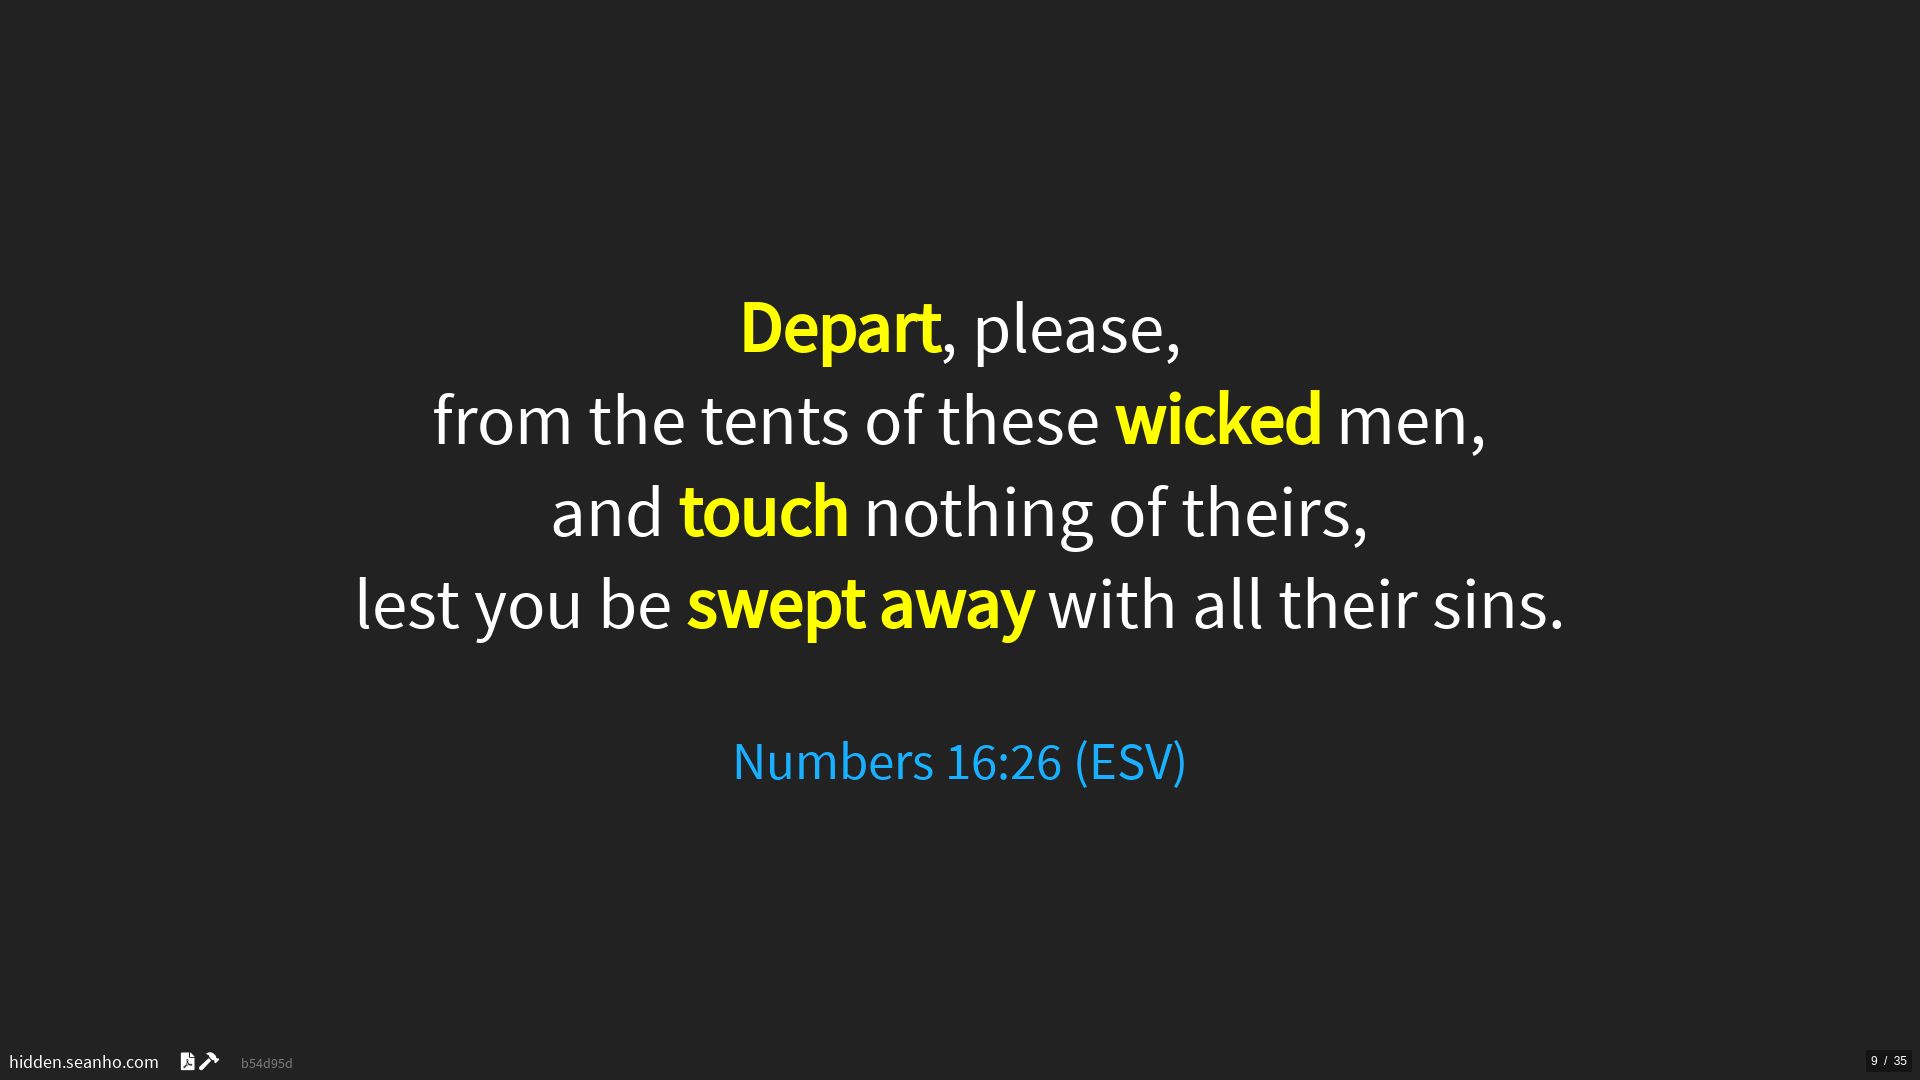 Depart, please,
from the tents of these wicked men,
and touch nothing of theirs,
lest you be swept away with all their sins.
Numbers 16:26 (ESV)
hidden.seanho.com
b54d95d
9 / 35